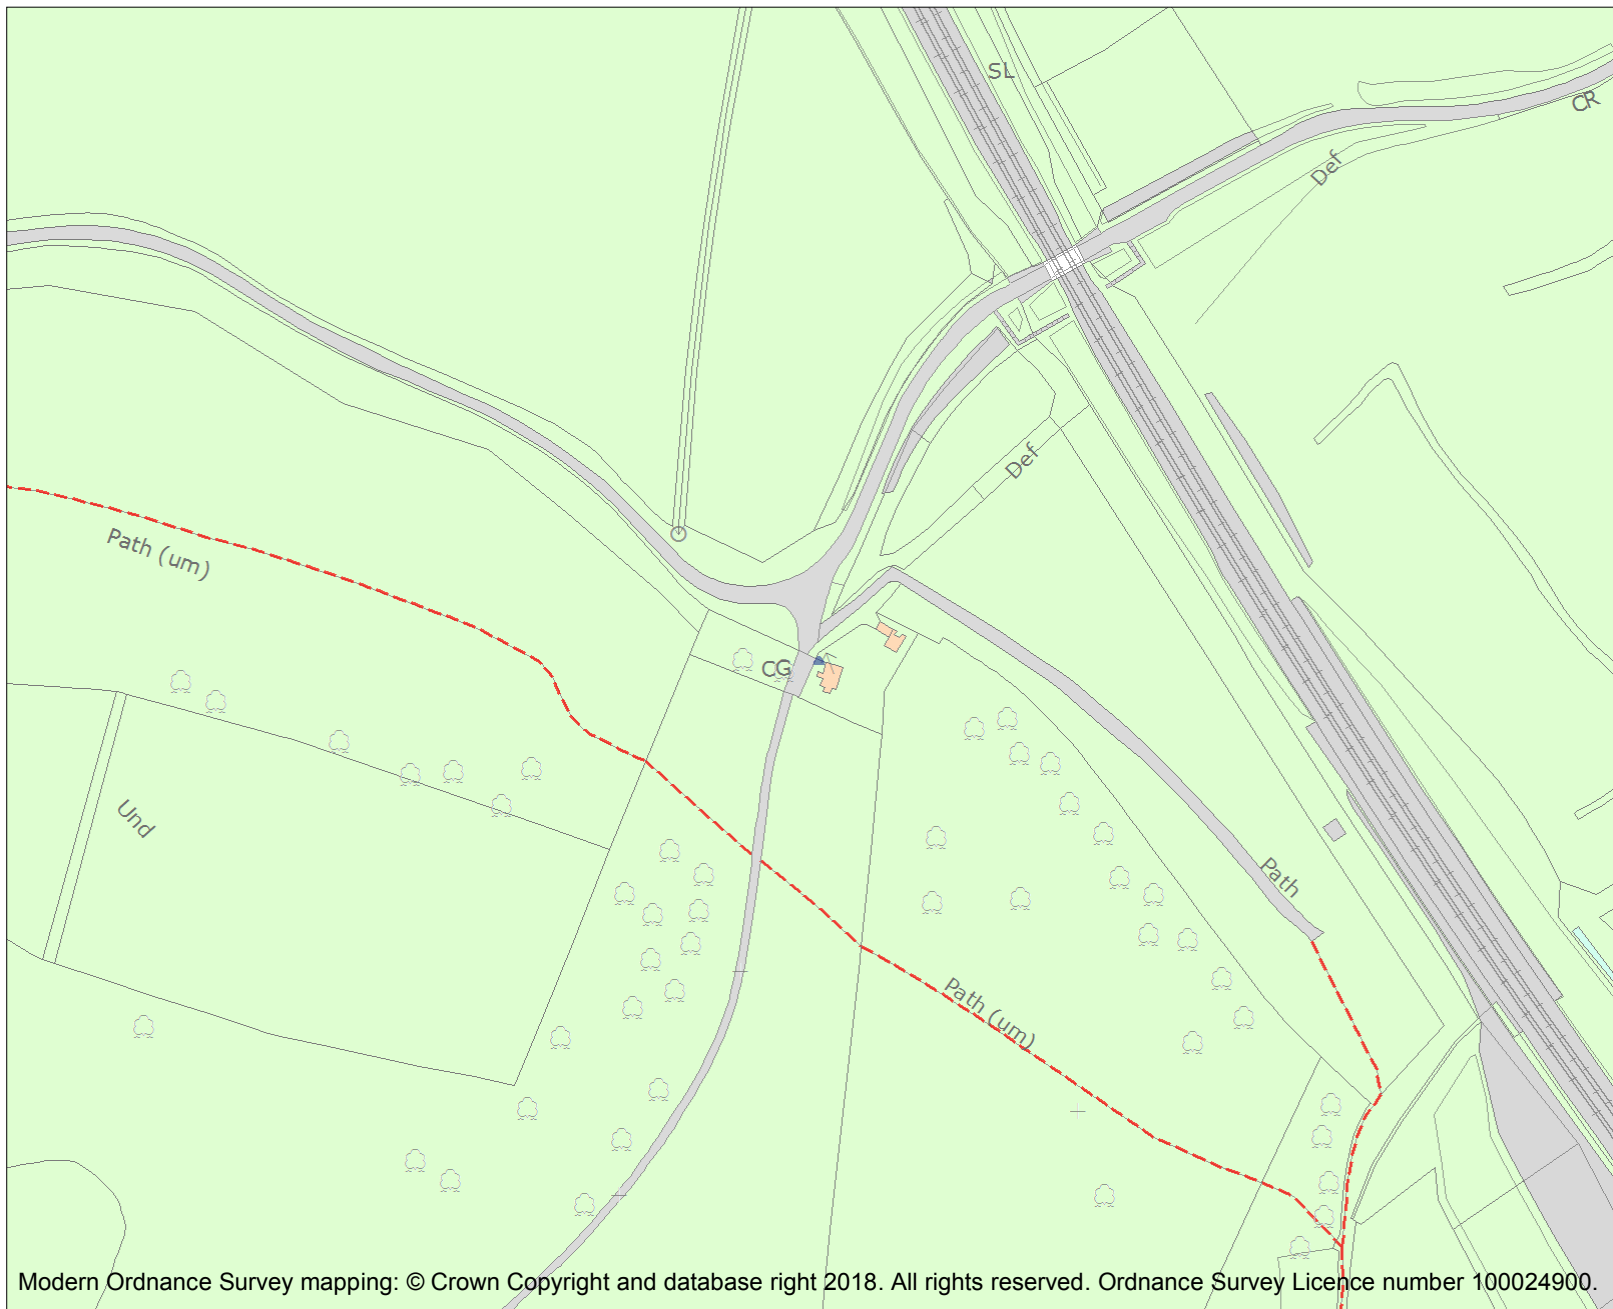 SL
CR
Def
Def
Path (um)
CG
Und
Path
Path (um)
Modern Ordnance Survey mapping: © Crown Copyright and database right 2018. All rights reserved. Ordnance Survey Licence number 100024900.